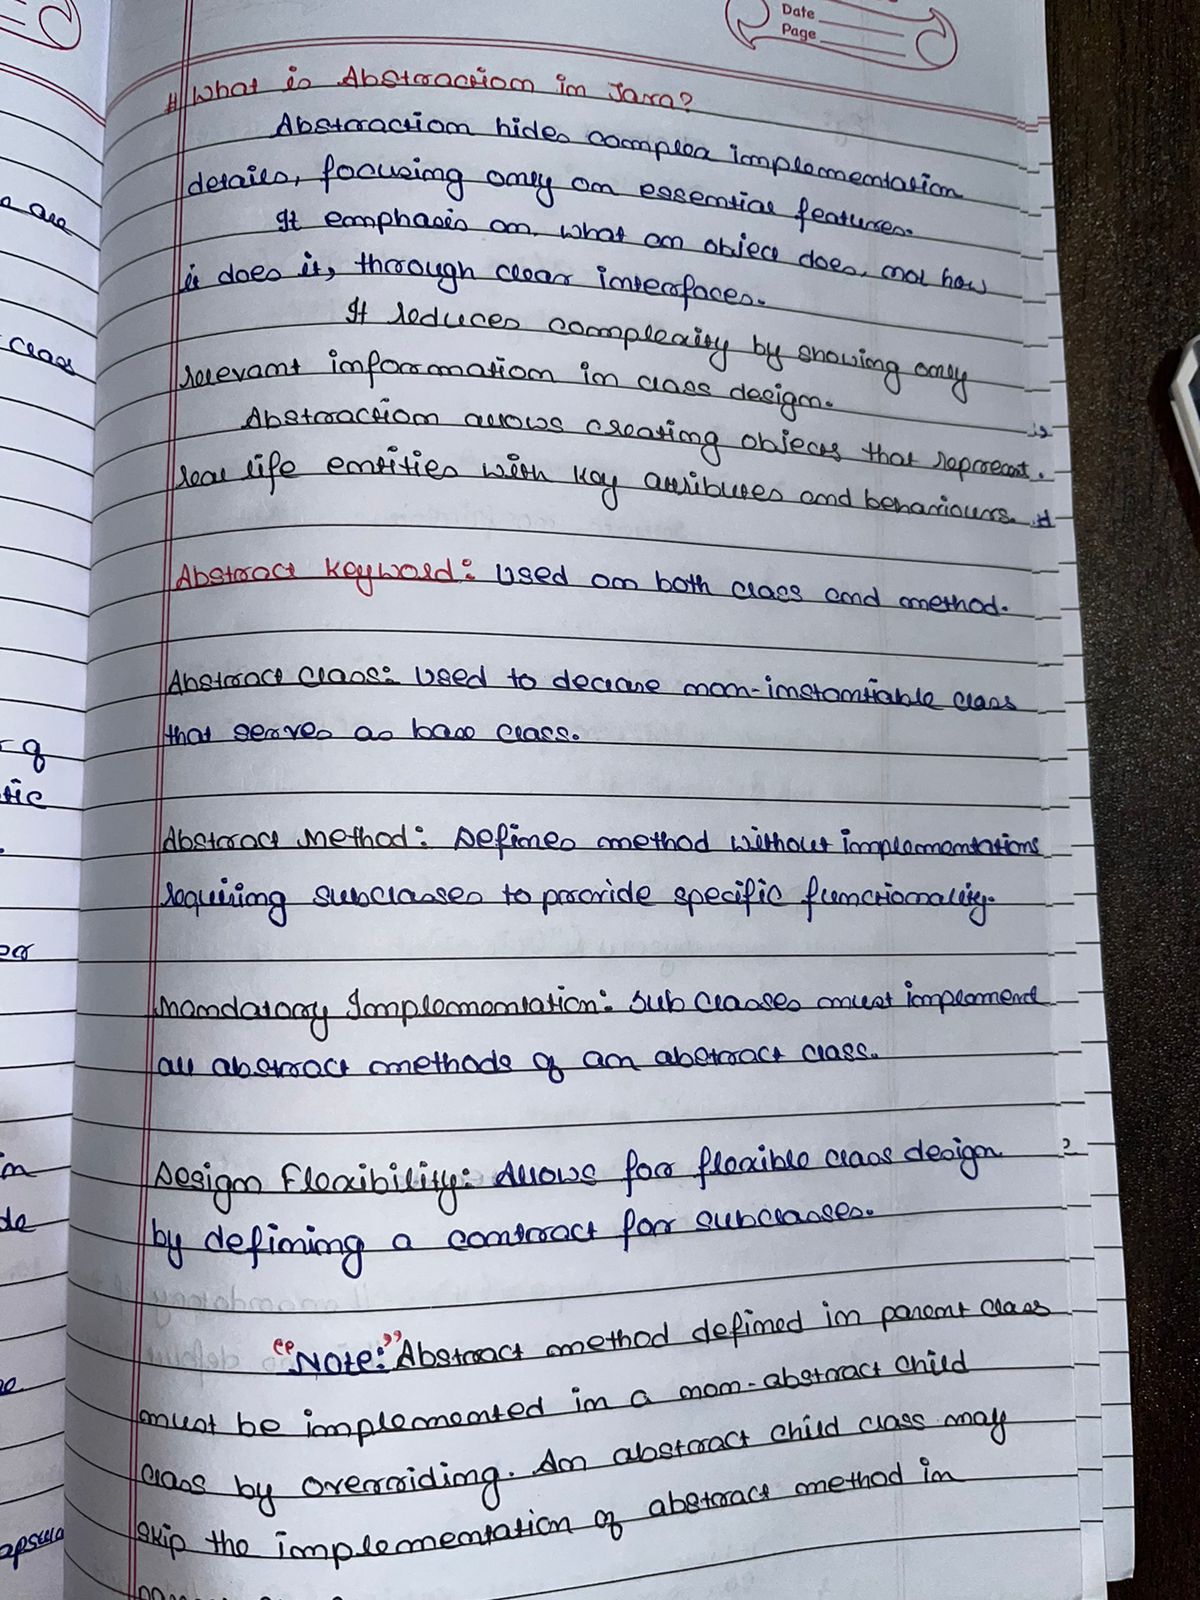 Date
Page
# What is Abstraction in Java?
Abstraction hides complex implementation
details, focusing only on essential features.
It emphasis on what an object does, not how
it does it, through clear interfaces.
It reduces complexity by showing only
relevant information in class design.
Abstraction allows creating objects that represent
real life entities with key attributes and behaviours.
Abstract keyword: Used on both class and method.
Abstract Class: Used to declare non-instantiable class
that serves as base class.
Abstract Method: Defines method without implementations
requiring subclasses to provide specific functionality.
Mandatory Implementation: Sub classes must implement
all abstract methods of an abstract class.
Design Flexibility: Allows for flexible class design
by defining a contract for subclasses.
"Note:" Abstract method defined in parent class
must be implemented in a non-abstract child
class by overriding. An abstract child class may
skip the implementation of abstract method in
are
class
of
tic
in
de